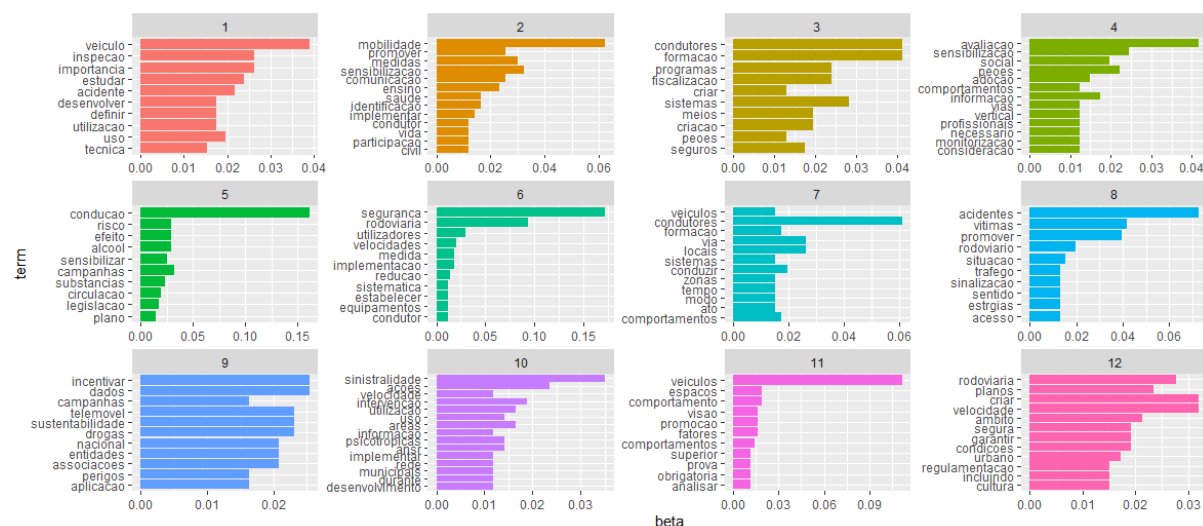 1
veiculo
inspecao
importancia
estudar
acidente
desenvolver
definir
utilizacao
uso
tecnica
0.00 0.01 0.02 0.03 0.04
2
mobilidade
promover
medidas
sensibilizacao
comunicacao
ensino
saude
identificacao
implementar
condutor
vida
participacao
civil
0.00 0.02 0.04 0.06
3
condutores
formacao
programas
fiscalizacao
criar
sistemas
meios
criacao
peoes
seguros
0.00 0.01 0.02 0.03 0.04
4
avaliacao
sensibilizacao
social
peoes
adocao
comportamentos
informacao
vias
vertical
profissionais
necessario
monitorizacao
consideracao
0.00 0.01 0.02 0.03 0.04
5
conducao
risco
efeito
alcool
sensibilizar
campanhas
substancias
circulacao
legislacao
plano
0.00 0.05 0.10 0.15
6
seguranca
rodoviaria
utilizadores
velocidades
medida
implementacao
reducao
sistematica
estabelecer
equipamentos
condutor
0.00 0.05 0.10 0.15
7
veiculos
condutores
formacao
via
locais
sistemas
conduzir
zonas
tempo
modo
ato
comportamentos
0.00 0.02 0.04 0.06
8
acidentes
vitimas
promover
rodoviario
situacao
trafego
sinalizacao
sentido
estrgias
acesso
0.00 0.02 0.04 0.06
9
incentivar
dados
campanhas
telemovel
sustentabilidade
drogas
nacional
entidades
associacoes
perigos
aplicacao
0.00 0.01 0.02
10
sinistralidade
acoes
velocidade
intervencao
utilizacao
uso
areas
informacao
psicotropicas
ansr
implementar
rede
municipais
durante
desenvolvimento
0.00 0.01 0.02 0.03
11
veiculos
espacos
comportamento
visao
promocao
fatores
comportamentos
superior
prova
obrigatoria
analisar
0.00 0.03 0.06 0.09
12
rodoviaria
planos
criar
velocidade
ambito
segura
garantir
condicoes
urbano
regulamentacao
incluindo
cultura
0.00 0.01 0.02 0.03
term
beta